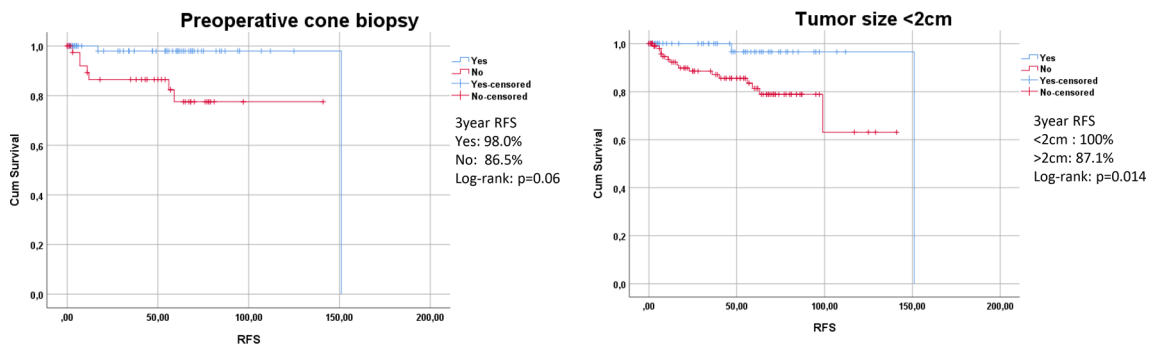 Preoperative cone biopsy
Cum Survival
1,0
0,8
0,6
0,4
0,2
0,0
,00
50,00
100,00
150,00
200,00
RFS
Yes
No
Yes-censored
No-censored
3year RFS
Yes: 98.0%
No: 86.5%
Log-rank: p=0.06
Tumor size <2cm
Cum Survival
1,0
0,8
0,6
0,4
0,2
0,0
,00
50,00
100,00
150,00
200,00
RFS
Yes
No
Yes-censored
No-censored
3year RFS
<2cm : 100%
>2cm: 87.1%
Log-rank: p=0.014